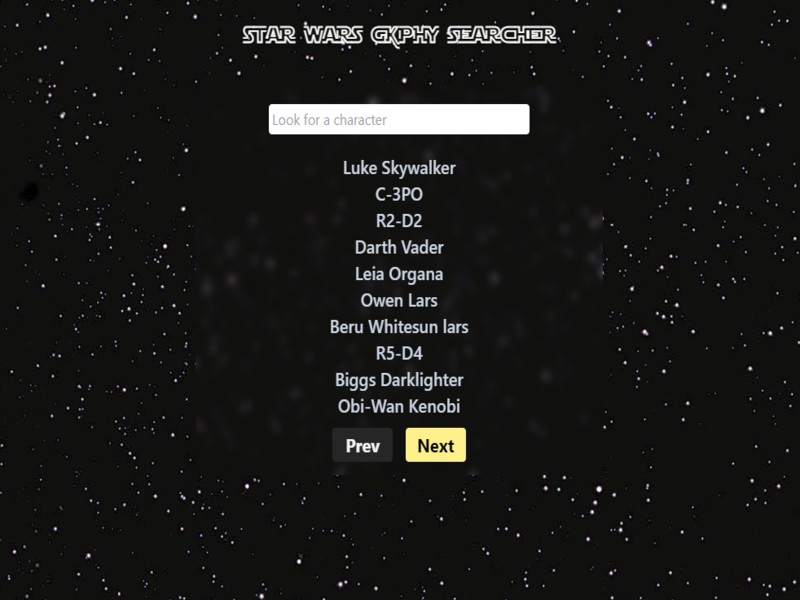 STAR WARS GKIPHY SEARCHER
Look for a character
Luke Skywalker
C-3PO
R2-D2
Darth Vader
Leia Organa
Owen Lars
Beru Whitesun lars
R5-D4
Biggs Darklighter
Obi-Wan Kenobi
Prev Next